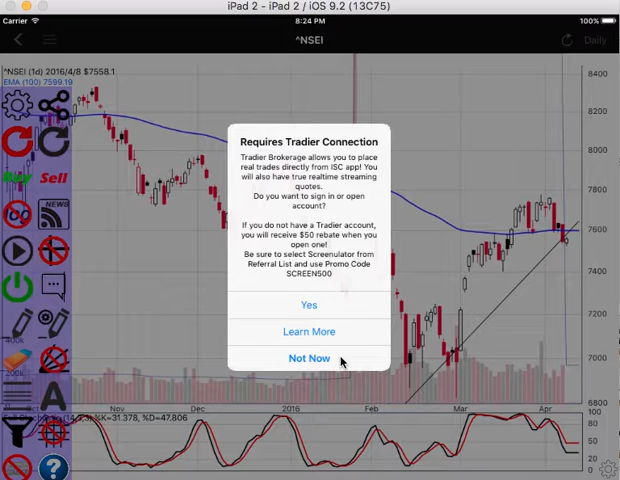 iPad 2 - iPad 2 / iOS 9.2 (13C75)
Carrier 8:24 PM 100%
^NSEI Daily
^NSEI (1d) 2016/4/8 $7558.1
EMA (100) 7599.19
Buy Sell
log NEWS
A
?
Requires Tradier Connection
Tradier Brokerage allows you to place
real trades directly from ISC app! You
will also have true realtime streaming
quotes.
Do you want to sign in or open
account?
If you do not have a Tradier account,
you will receive $50 rebate when you
open one!
Be sure to select Screenulator from
Referral List and use Promo Code
SCREEN500
Yes
Learn More
Not Now
8400
8200
8000
7800
7600
7400
7200
7000
6800
Nov Dec 2016 Feb Mar Apr
%K=31.378, %D=47.806
100
80
50
20
0